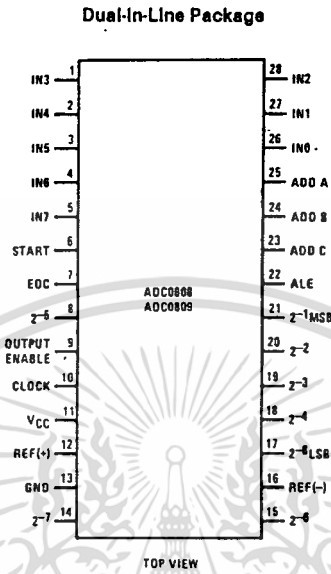 Dual-In-Line Package
IN3 1 28 IN2
IN4 2 27 IN1
IN5 3 26 IN0
IN6 4 25 ADD A
IN7 5 24 ADD B
START 6 23 ADD C
EOC 7 22 ALE
ADC0808
ADC0809
2⁻⁵ 8 21 2⁻¹MSB
OUTPUT
ENABLE 9 20 2⁻²
CLOCK 10 19 2⁻³
VCC 11 18 2⁻⁴
REF(+) 12 17 2⁻⁸LSB
GND 13 16 REF(−)
2⁻⁷ 14 15 2⁻⁶
TOP VIEW